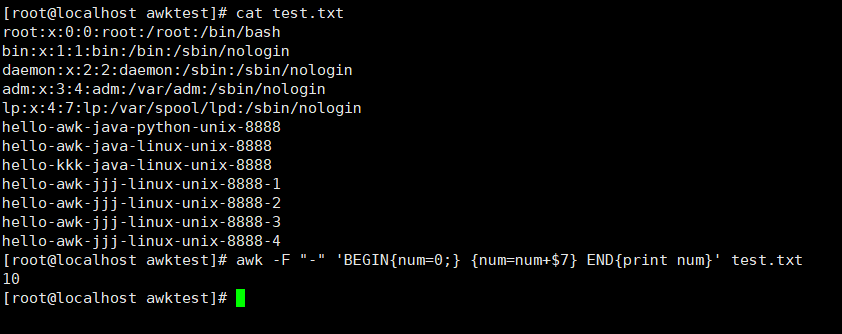 [root@localhost awktest]# cat test.txt
root:x:0:0:root:/root:/bin/bash
bin:x:1:1:bin:/bin:/sbin/nologin
daemon:x:2:2:daemon:/sbin:/sbin/nologin
adm:x:3:4:adm:/var/adm:/sbin/nologin
lp:x:4:7:lp:/var/spool/lpd:/sbin/nologin
hello-awk-java-python-unix-8888
hello-awk-java-linux-unix-8888
hello-kkk-java-linux-unix-8888
hello-awk-jjj-linux-unix-8888-1
hello-awk-jjj-linux-unix-8888-2
hello-awk-jjj-linux-unix-8888-3
hello-awk-jjj-linux-unix-8888-4
[root@localhost awktest]# awk -F "-" 'BEGIN{num=0;} {num=num+$7} END{print num}' test.txt
10
[root@localhost awktest]#